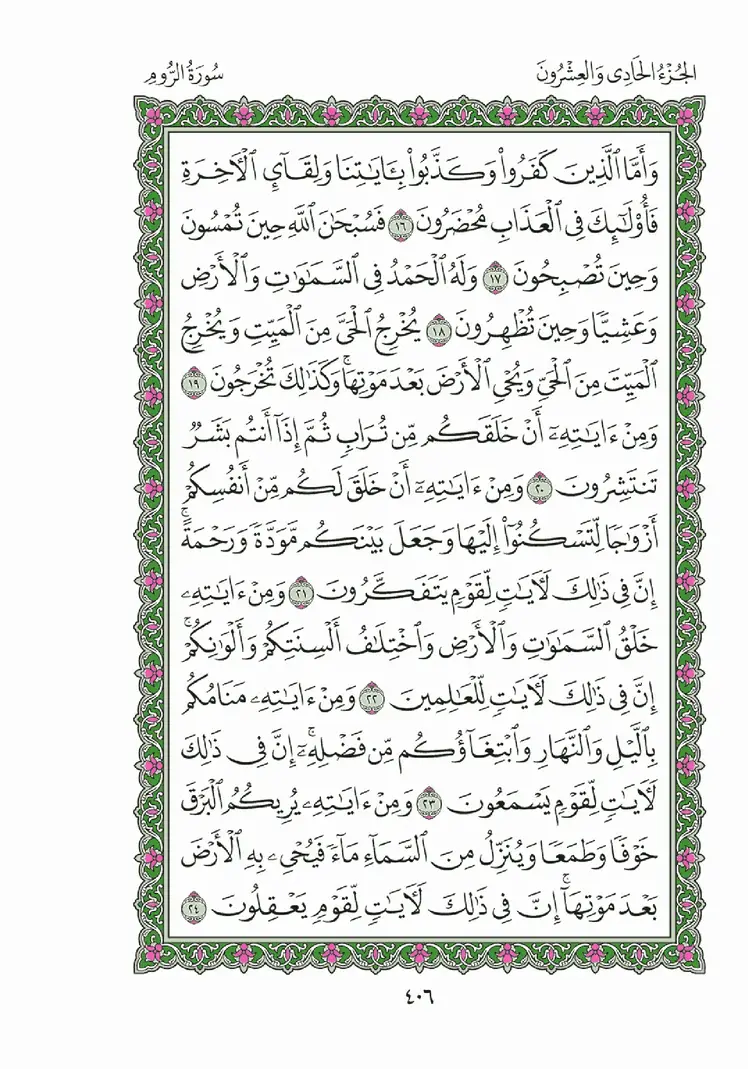 الجُزْءُ الحَادِى وَالعِشْرُونَ
سُورَةُ الرُّومِ
وَأَمَّا ٱلَّذِينَ كَفَرُواْ وَكَذَّبُواْ بِـَٔايَٰتِنَا وَلِقَآيِٕ ٱلْأَخِرَةِ
فَأُوْلَٰٓئِكَ فِى ٱلْعَذَابِ مُحْضَرُونَ ١٦ فَسُبْحَٰنَ ٱللَّهِ حِينَ تُمْسُونَ
وَحِينَ تُصْبِحُونَ ١٧ وَلَهُ ٱلْحَمْدُ فِى ٱلسَّمَٰوَٰتِ وَٱلْأَرْضِ
وَعَشِيًّا وَحِينَ تُظْهِرُونَ ١٨ يُخْرِجُ ٱلْحَىَّ مِنَ ٱلْمَيِّتِ وَيُخْرِجُ
ٱلْمَيِّتَ مِنَ ٱلْحَىِّ وَيُحْىِ ٱلْأَرْضَ بَعْدَ مَوْتِهَاۚ وَكَذَٰلِكَ تُخْرَجُونَ ١٩
وَمِنْ ءَايَٰتِهِۦٓ أَنْ خَلَقَكُم مِّن تُرَابٍ ثُمَّ إِذَآ أَنتُم بَشَرٌ
تَنتَشِرُونَ ٢٠ وَمِنْ ءَايَٰتِهِۦٓ أَنْ خَلَقَ لَكُم مِّنْ أَنفُسِكُمْ
أَزْوَٰجًا لِّتَسْكُنُوٓاْ إِلَيْهَا وَجَعَلَ بَيْنَكُم مَّوَدَّةً وَرَحْمَةًۚ
إِنَّ فِى ذَٰلِكَ لَأَيَٰتٍ لِّقَوْمٍ يَتَفَكَّرُونَ ٢١ وَمِنْ ءَايَٰتِهِۦ
خَلْقُ ٱلسَّمَٰوَٰتِ وَٱلْأَرْضِ وَٱخْتِلَٰفُ أَلْسِنَتِكُمْ وَأَلْوَٰنِكُمْۚ
إِنَّ فِى ذَٰلِكَ لَأَيَٰتٍ لِّلْعَٰلِمِينَ ٢٢ وَمِنْ ءَايَٰتِهِۦ مَنَامُكُم
بِٱلَّيْلِ وَٱلنَّهَارِ وَٱبْتِغَآؤُكُم مِّن فَضْلِهِۦٓۚ إِنَّ فِى ذَٰلِكَ
لَأَيَٰتٍ لِّقَوْمٍ يَسْمَعُونَ ٢٣ وَمِنْ ءَايَٰتِهِۦ يُرِيكُمُ ٱلْبَرْقَ
خَوْفًا وَطَمَعًا وَيُنَزِّلُ مِنَ ٱلسَّمَآءِ مَآءً فَيُحْىِۦ بِهِ ٱلْأَرْضَ
بَعْدَ مَوْتِهَآۚ إِنَّ فِى ذَٰلِكَ لَأَيَٰتٍ لِّقَوْمٍ يَعْقِلُونَ ٢٤
٤٠٦